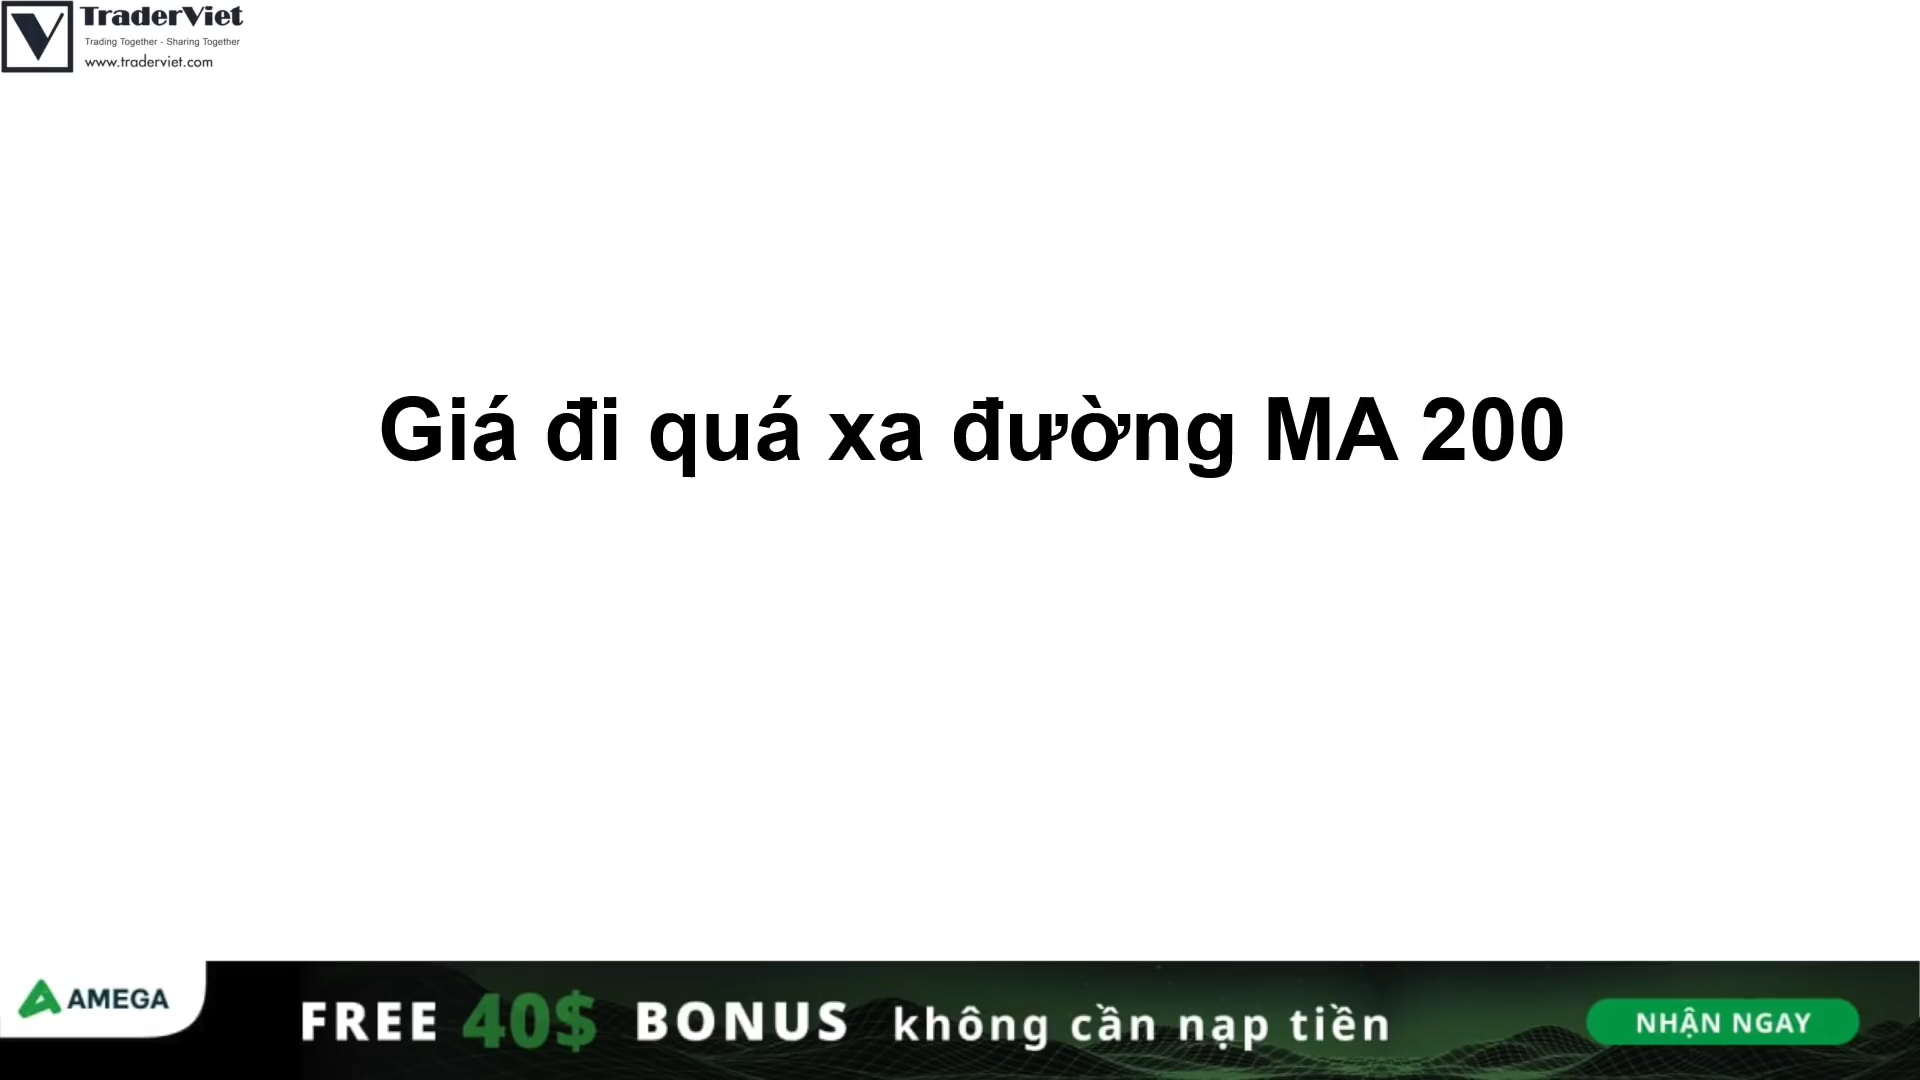 TraderViet
Trading Together - Sharing Together
www.traderviet.com
Giá đi quá xa đường MA 200
AMEGA
FREE 40$ BONUS không cần nạp tiền
NHẬN NGAY